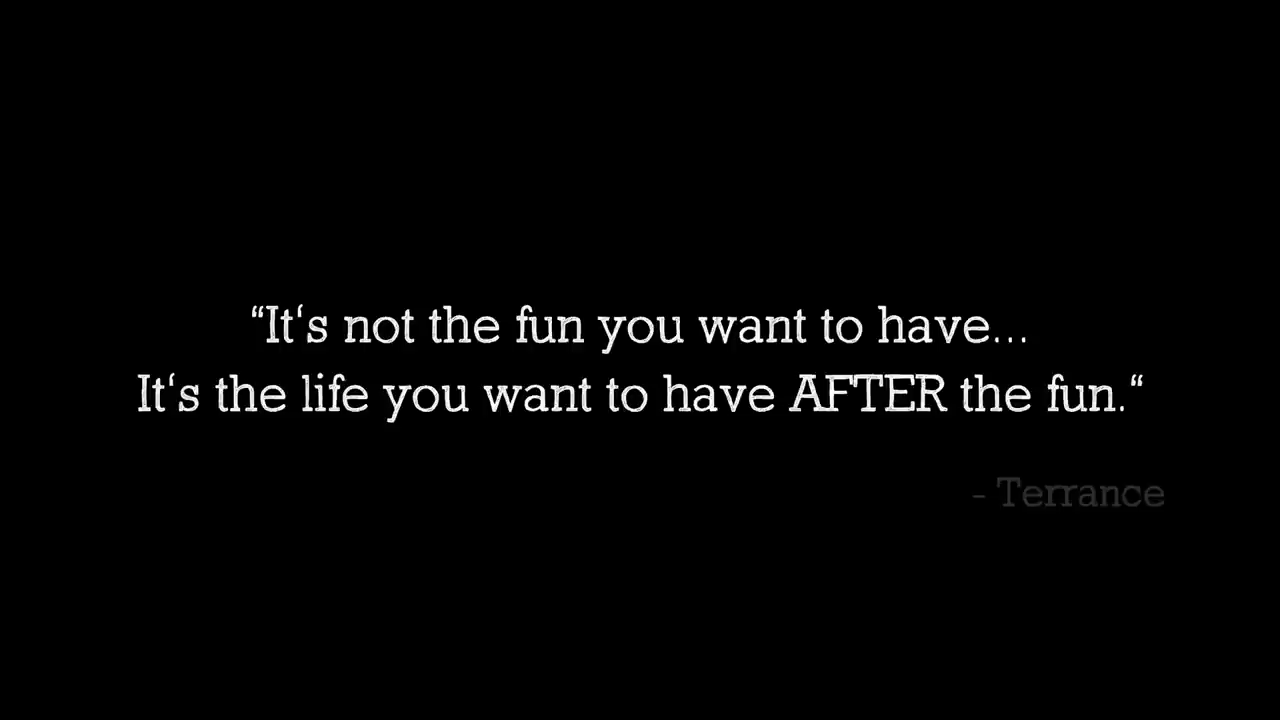 “It‘s not the fun you want to have...
It‘s the life you want to have AFTER the fun.“
- Terrance